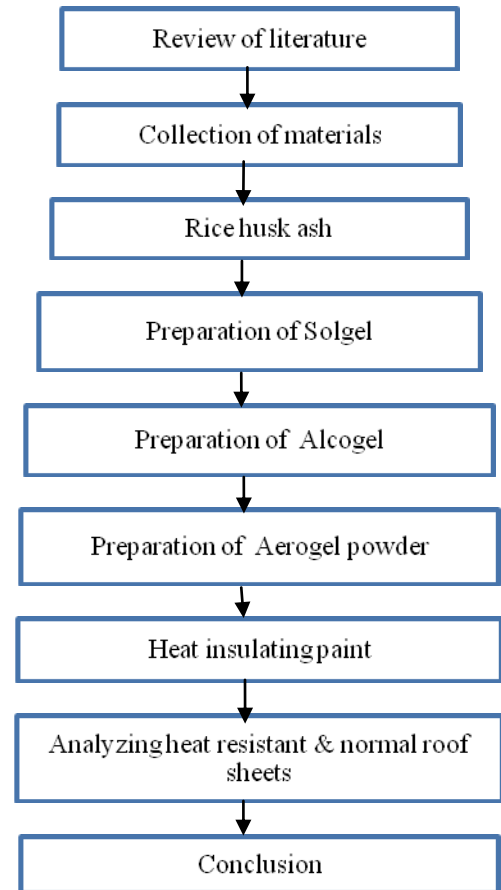 Review of literature
Collection of materials
Rice husk ash
Preparation of Solgel
Preparation of Alcogel
Preparation of Aerogel powder
Heat insulating paint
Analyzing heat resistant & normal roof
sheets
Conclusion